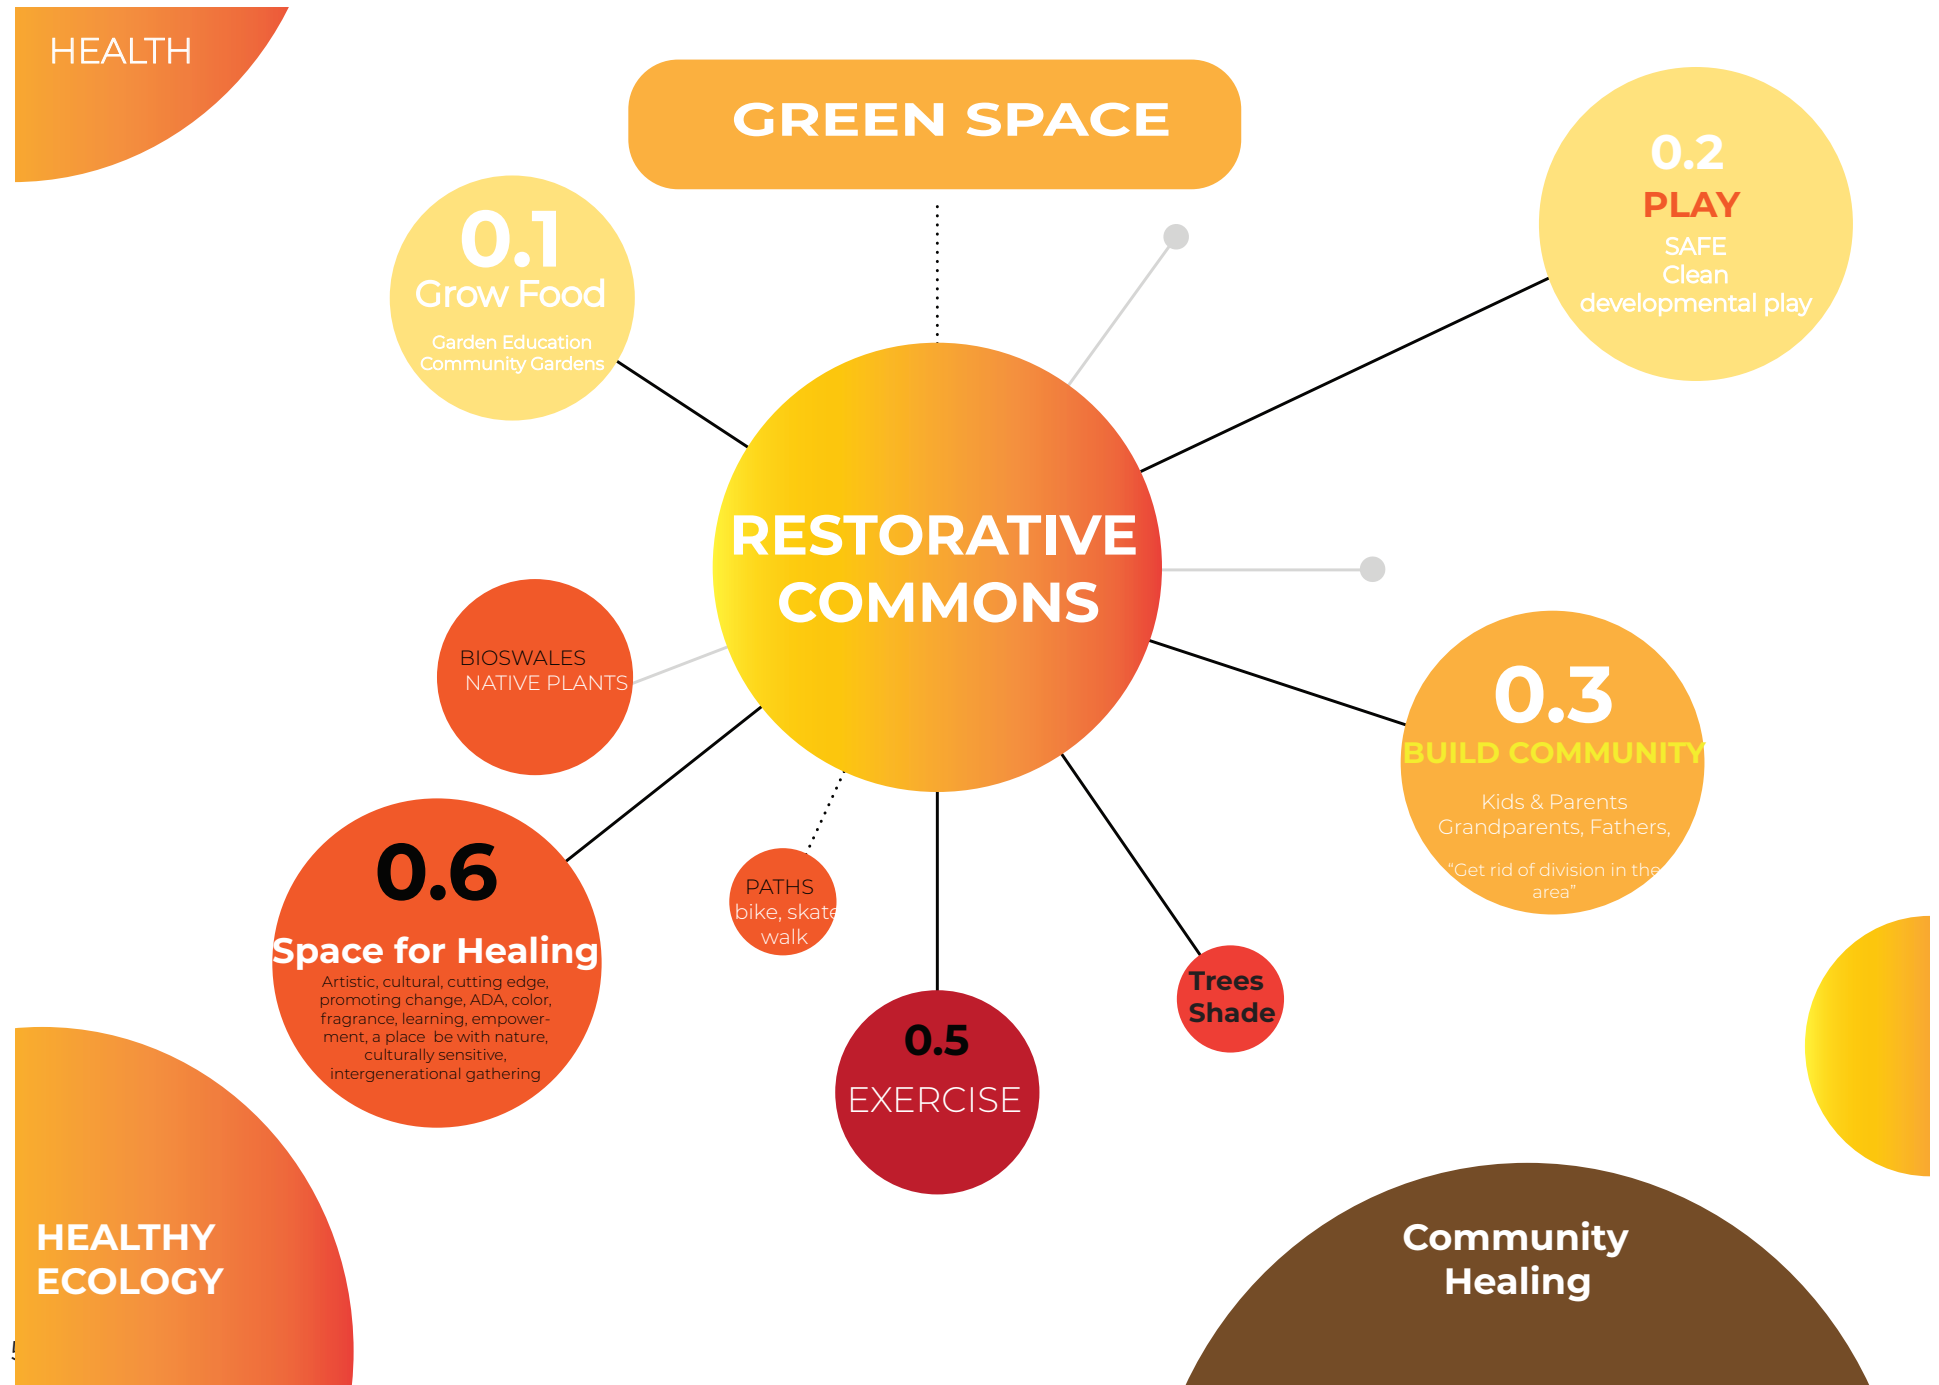 HEALTH
GREEN SPACE
0.1
Grow Food
Garden Education
Community Gardens
0.2
PLAY
SAFE
Clean
developmental play
RESTORATIVE
COMMONS
BIOSWALES
NATIVE PLANTS
0.3
BUILD COMMUNITY
Kids & Parents
Grandparents, Fathers,
“Get rid of division in the
area”
0.6
Space for Healing
Artistic, cultural, cutting edge,
promoting change, ADA, color,
fragrance, learning, empower-
ment, a place be with nature,
culturally sensitive,
intergenerational gathering
PATHS
bike, skate
walk
0.5
EXERCISE
Trees
Shade
HEALTHY
ECOLOGY
Community
Healing